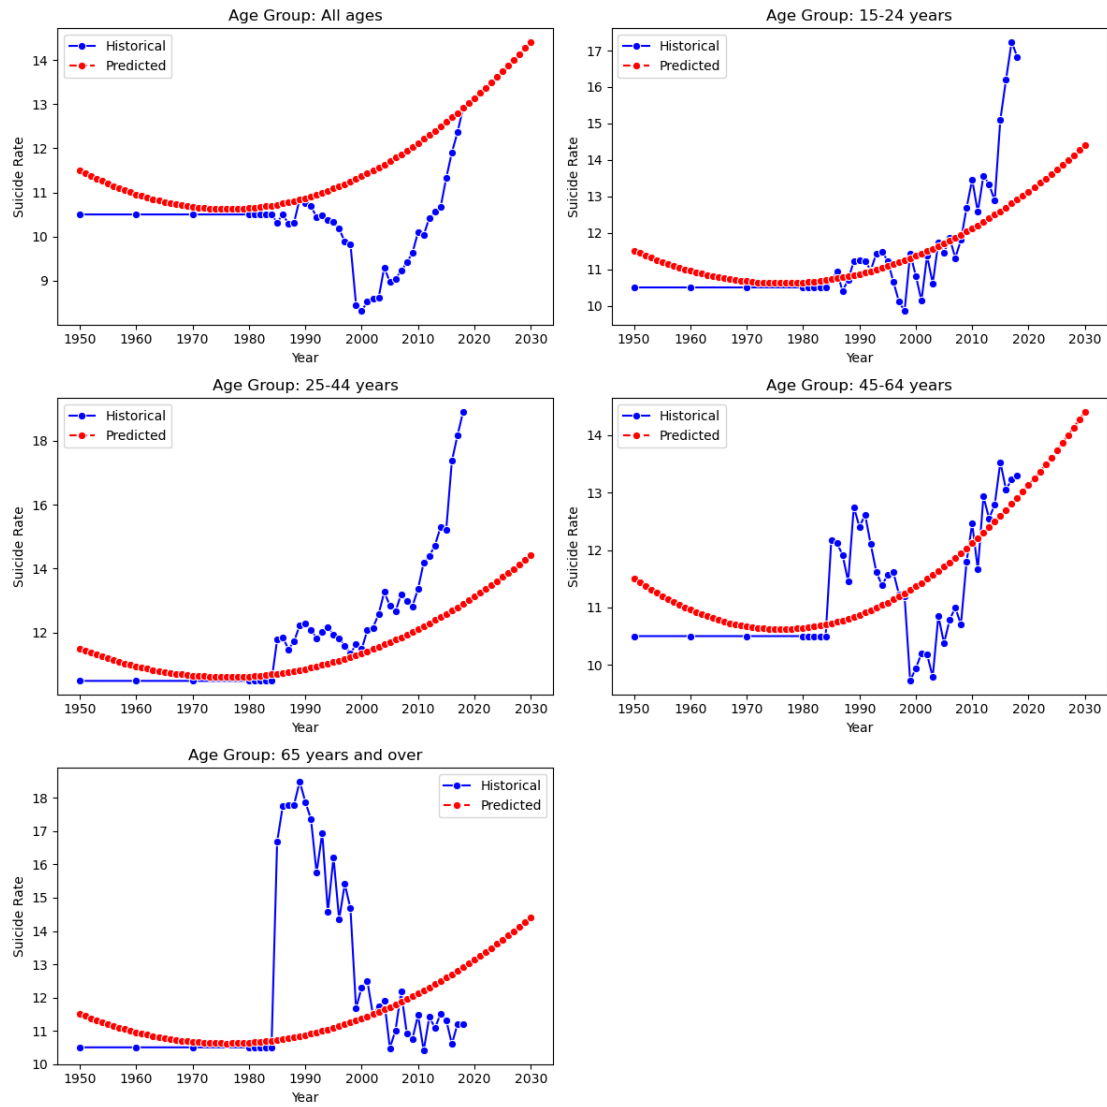 Age Group: All ages
Historical
Predicted
Suicide Rate
14
13
12
11
10
9
1950 1960 1970 1980 1990 2000 2010 2020 2030
Year
Age Group: 15-24 years
Historical
Predicted
Suicide Rate
17
16
15
14
13
12
11
10
1950 1960 1970 1980 1990 2000 2010 2020 2030
Year
Age Group: 25-44 years
Historical
Predicted
Suicide Rate
18
16
14
12
1950 1960 1970 1980 1990 2000 2010 2020 2030
Year
Age Group: 45-64 years
Historical
Predicted
Suicide Rate
14
13
12
11
10
1950 1960 1970 1980 1990 2000 2010 2020 2030
Year
Age Group: 65 years and over
Historical
Predicted
Suicide Rate
18
17
16
15
14
13
12
11
10
1950 1960 1970 1980 1990 2000 2010 2020 2030
Year